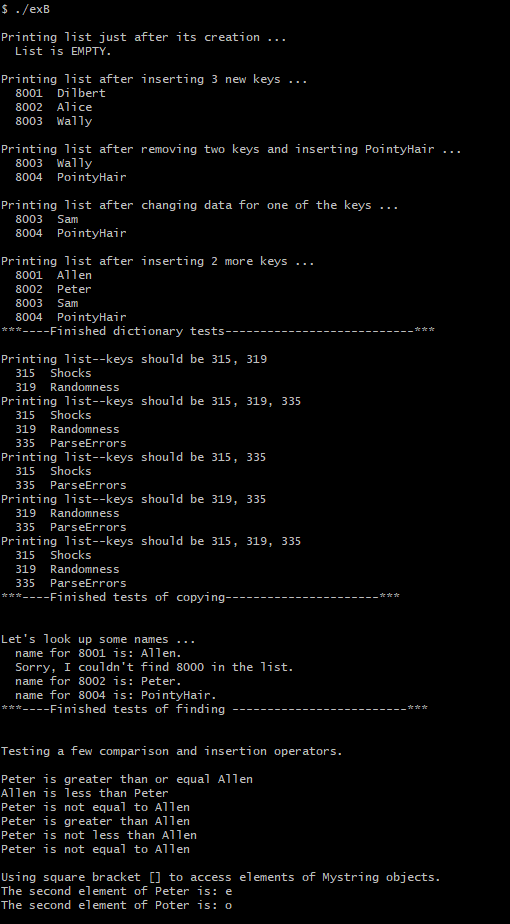 $ ./exB
Printing list just after its creation ...
List is EMPTY.
Printing list after inserting 3 new keys ...
8001 Dilbert
8002 Alice
8003 Wally
Printing list after removing two keys and inserting PointyHair ...
8003 Wally
8004 PointyHair
Printing list after changing data for one of the keys ...
8003 Sam
8004 PointyHair
Printing list after inserting 2 more keys ...
8001 Allen
8002 Peter
8003 Sam
8004 PointyHair
***----Finished dictionary tests---------------------------***
Printing list--keys should be 315, 319
315 Shocks
319 Randomness
Printing list--keys should be 315, 319, 335
315 Shocks
319 Randomness
335 ParseErrors
Printing list--keys should be 315, 335
315 Shocks
335 ParseErrors
Printing list--keys should be 319, 335
319 Randomness
335 ParseErrors
Printing list--keys should be 315, 319, 335
315 Shocks
319 Randomness
335 ParseErrors
***----Finished tests of copying----------------------***
Let's look up some names ...
name for 8001 is: Allen.
Sorry, I couldn't find 8000 in the list.
name for 8002 is: Peter.
name for 8004 is: PointyHair.
***----Finished tests of finding -------------------------***
Testing a few comparison and insertion operators.
Peter is greater than or equal Allen
Allen is less than Peter
Peter is not equal to Allen
Peter is greater than Allen
Peter is not less than Allen
Peter is not equal to Allen
Using square bracket [] to access elements of Mystring objects.
The second element of Peter is: e
The second element of Poter is: o